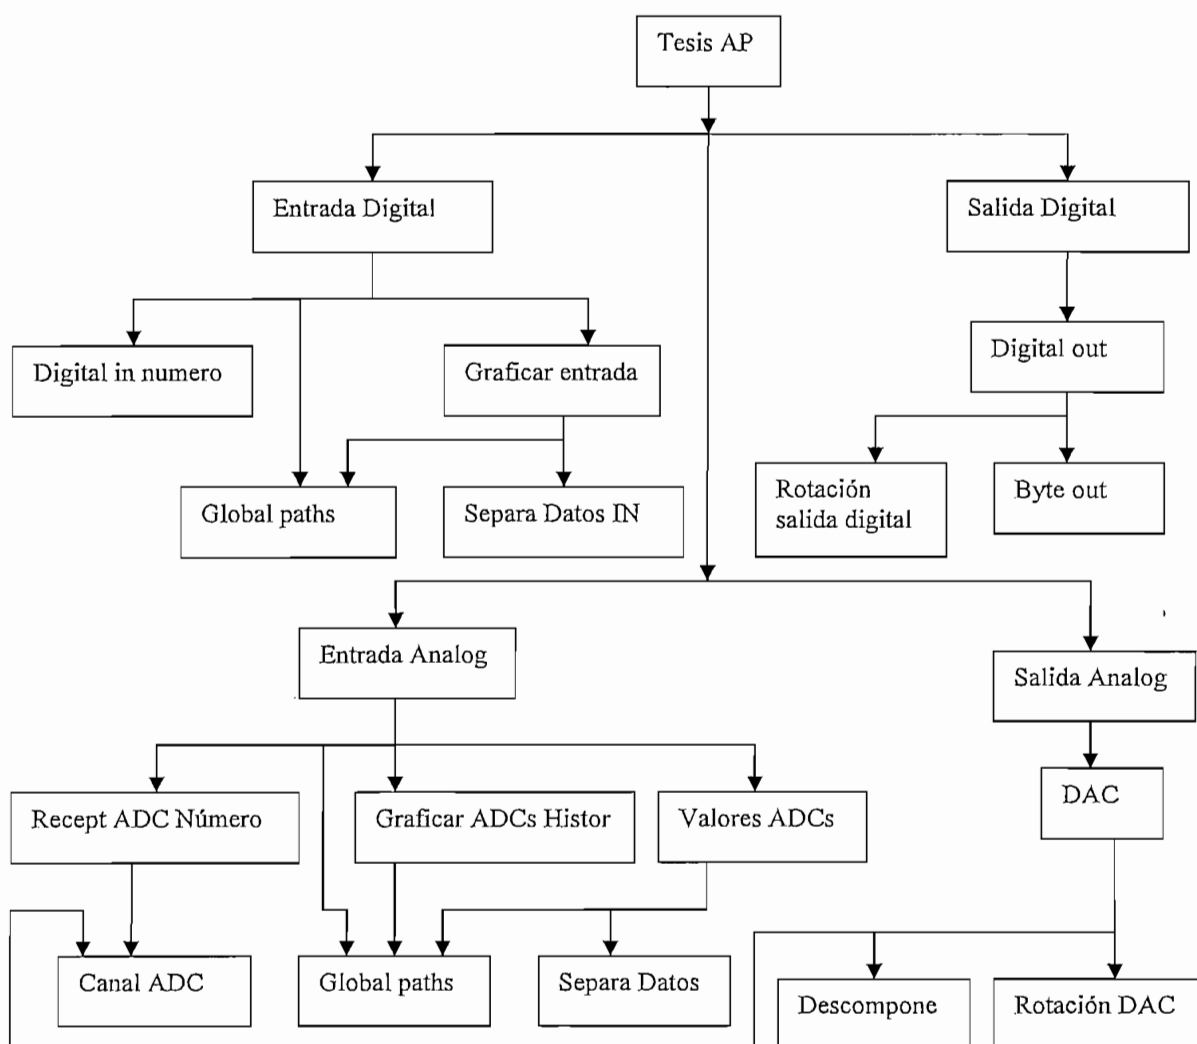 Tesis AP
Entrada Digital
Salida Digital
Digital in numero
Graficar entrada
Digital out
Global paths
Separa Datos IN
Rotación
salida digital
Byte out
Entrada Analog
Salida Analog
Recept ADC Número
Graficar ADCs Histor
Valores ADCs
DAC
Canal ADC
Global paths
Separa Datos
Descompone
Rotación DAC